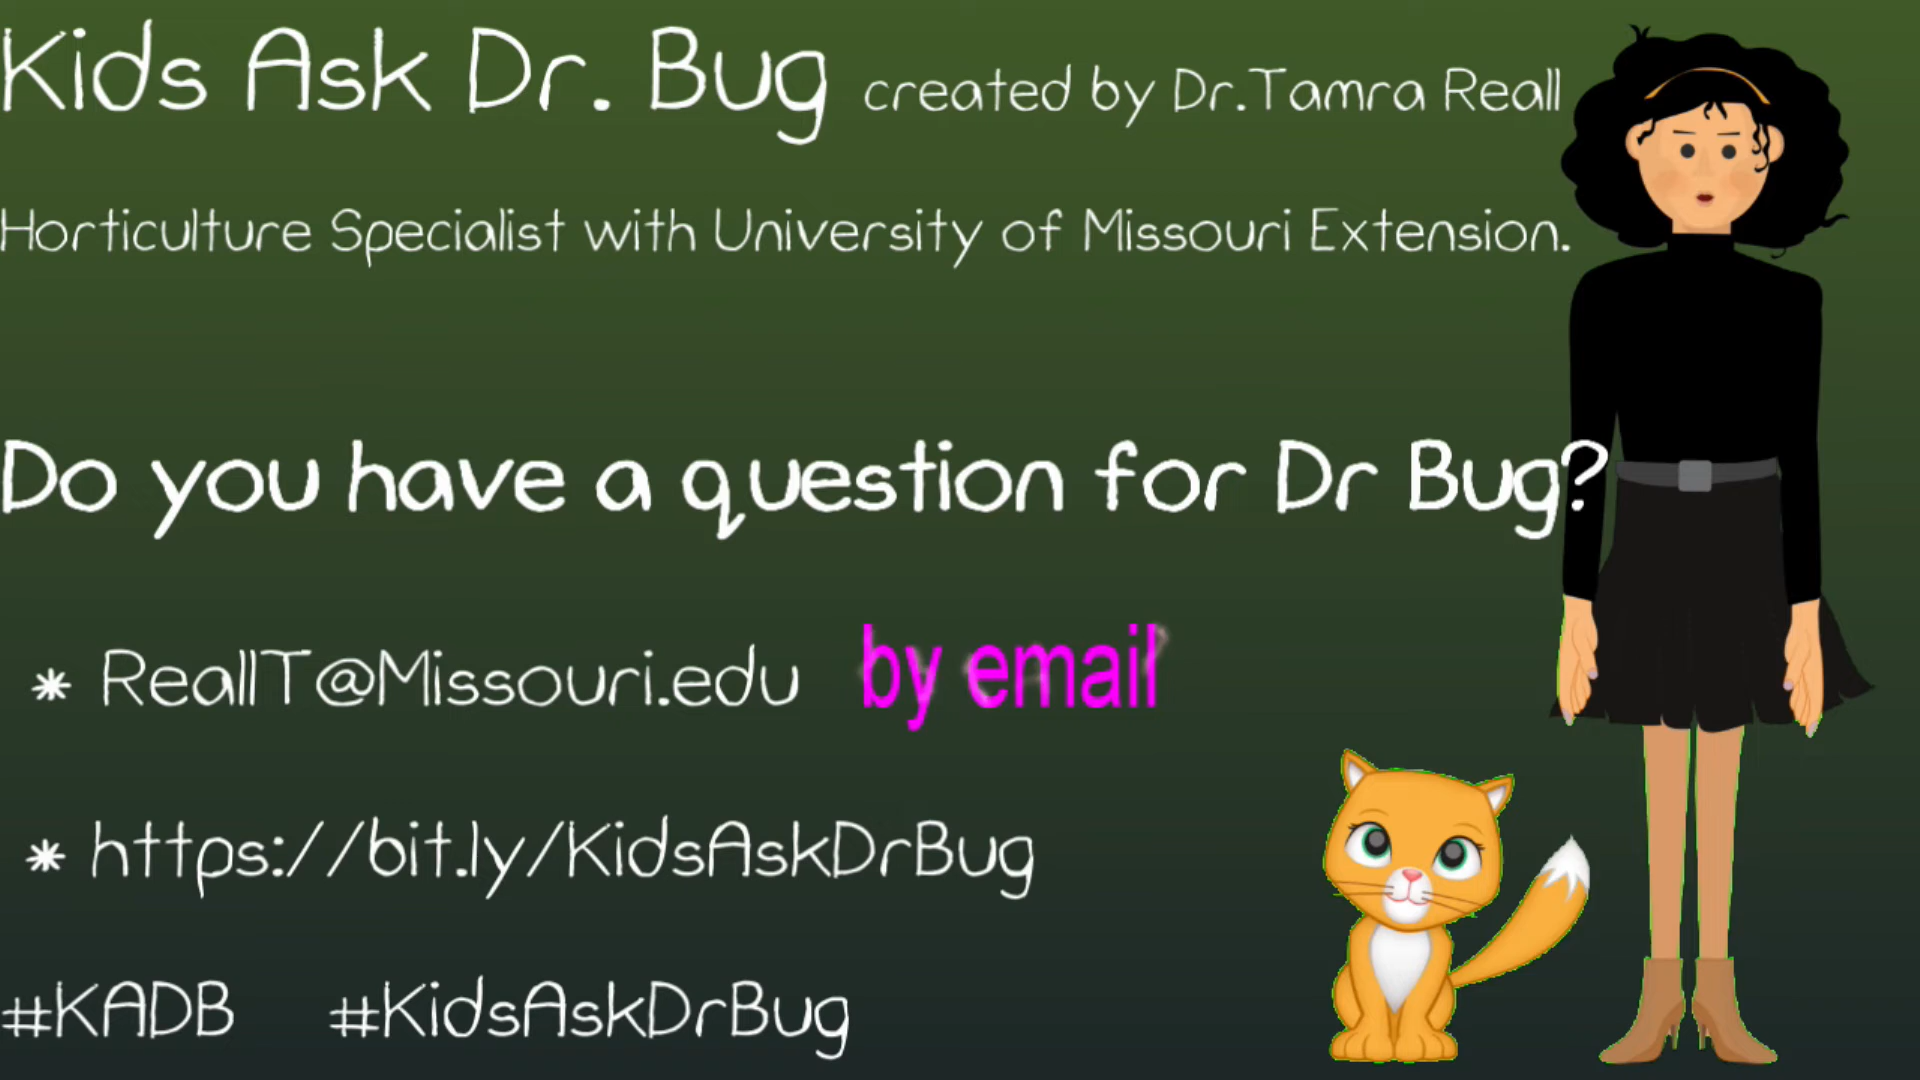 Kids Ask Dr. Bug created by Dr.Tamra Reall
Horticulture Specialist with University of Missouri Extension.
Do you have a question for Dr Bug?
* ReallT@Missouri.edu by email
* https://bit.ly/KidsAskDrBug
#KADB #KidsAskDrBug